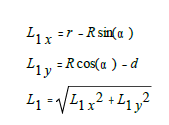 L₁ₓ = r - R sin(α)
L₁y = R cos(α) - d
L₁ = √(L₁ₓ² + L₁y²)